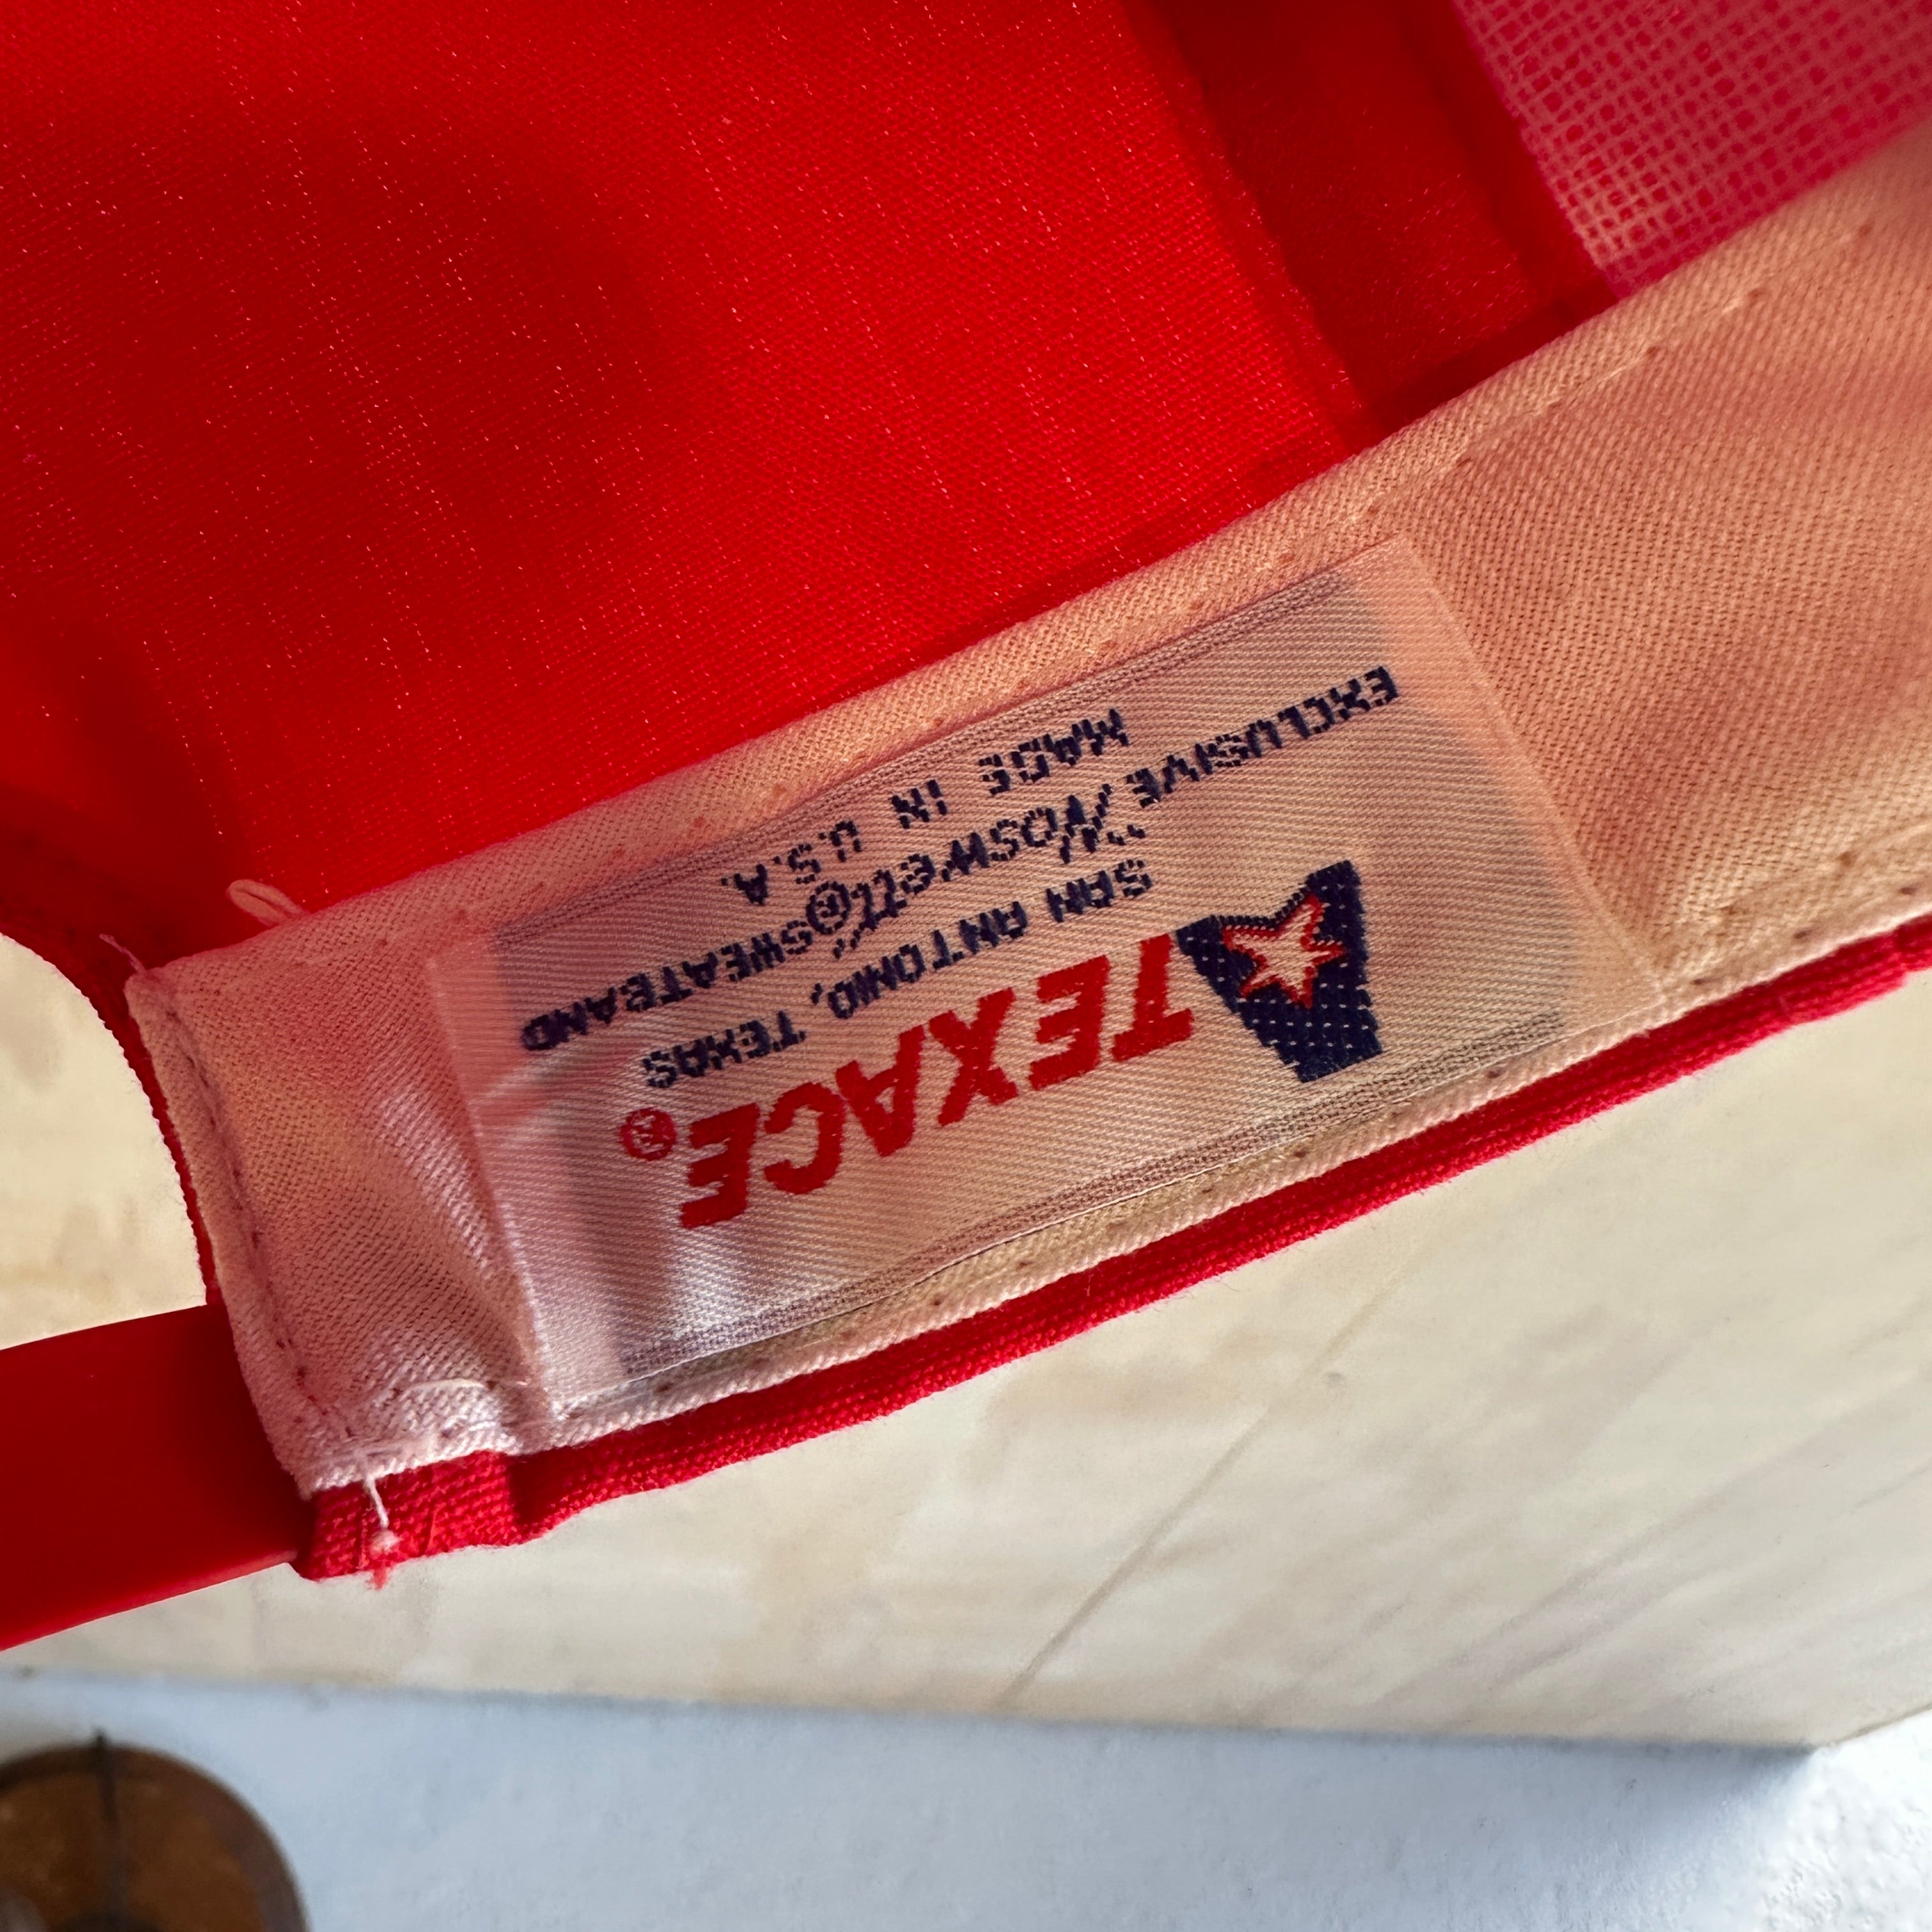 TEXACE®
SAN ANTONIO, TEXAS
"Noswett"® SWEATBAND
EXCLUSIVE
MADE IN U.S.A.